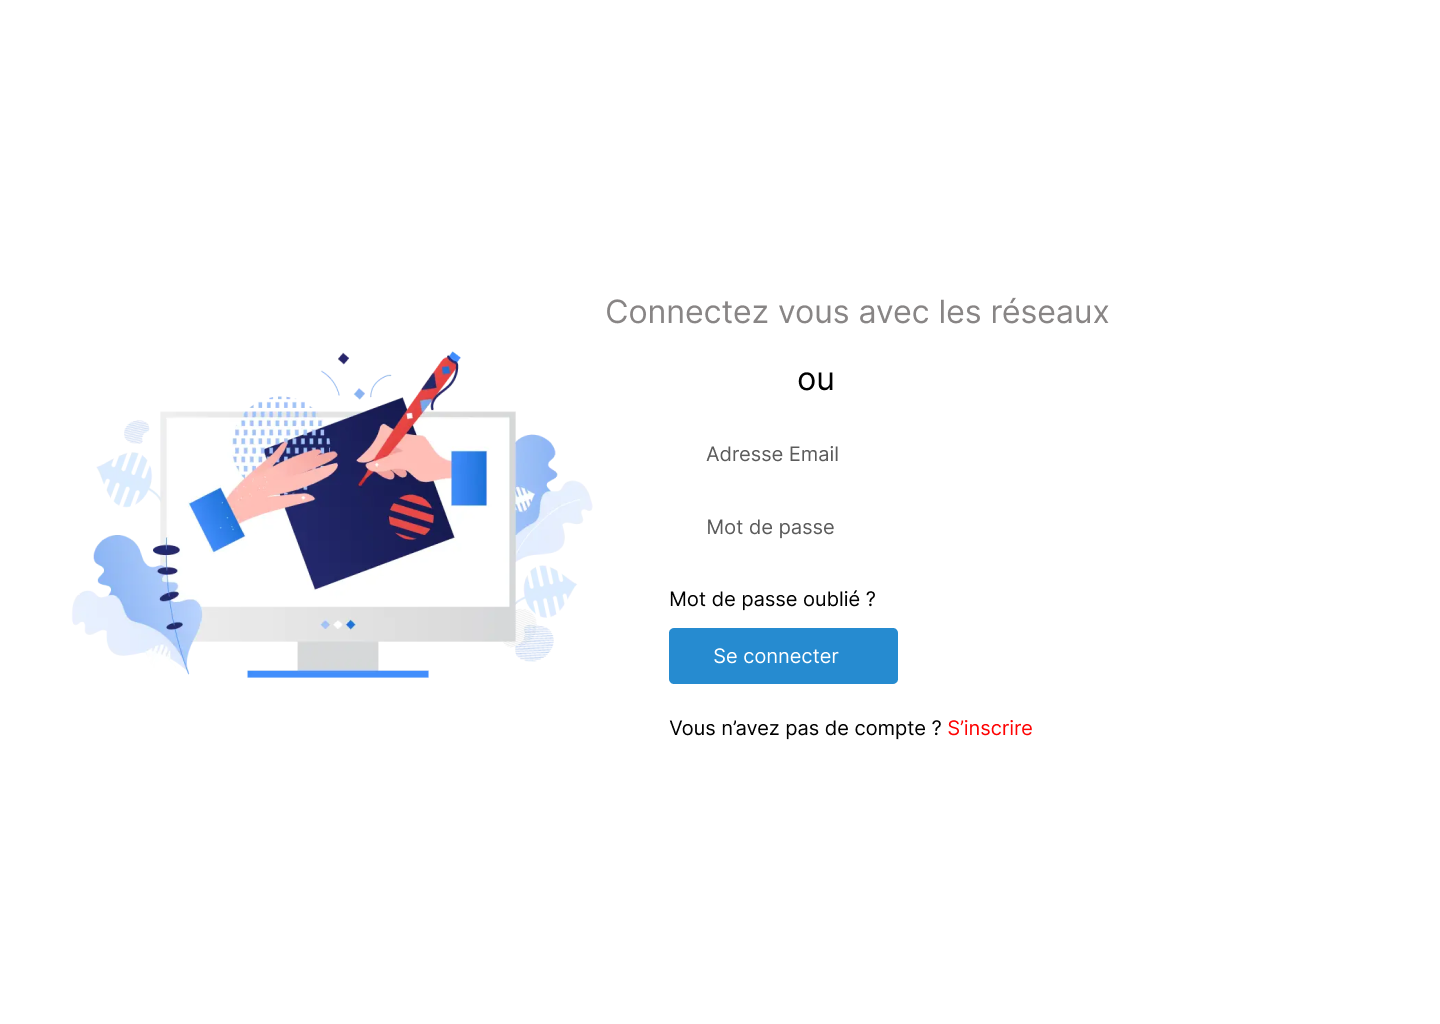 Connectez vous avec les réseaux
ou
Adresse Email
Mot de passe
Mot de passe oublié ?
Se connecter
Vous n’avez pas de compte ? S’inscrire